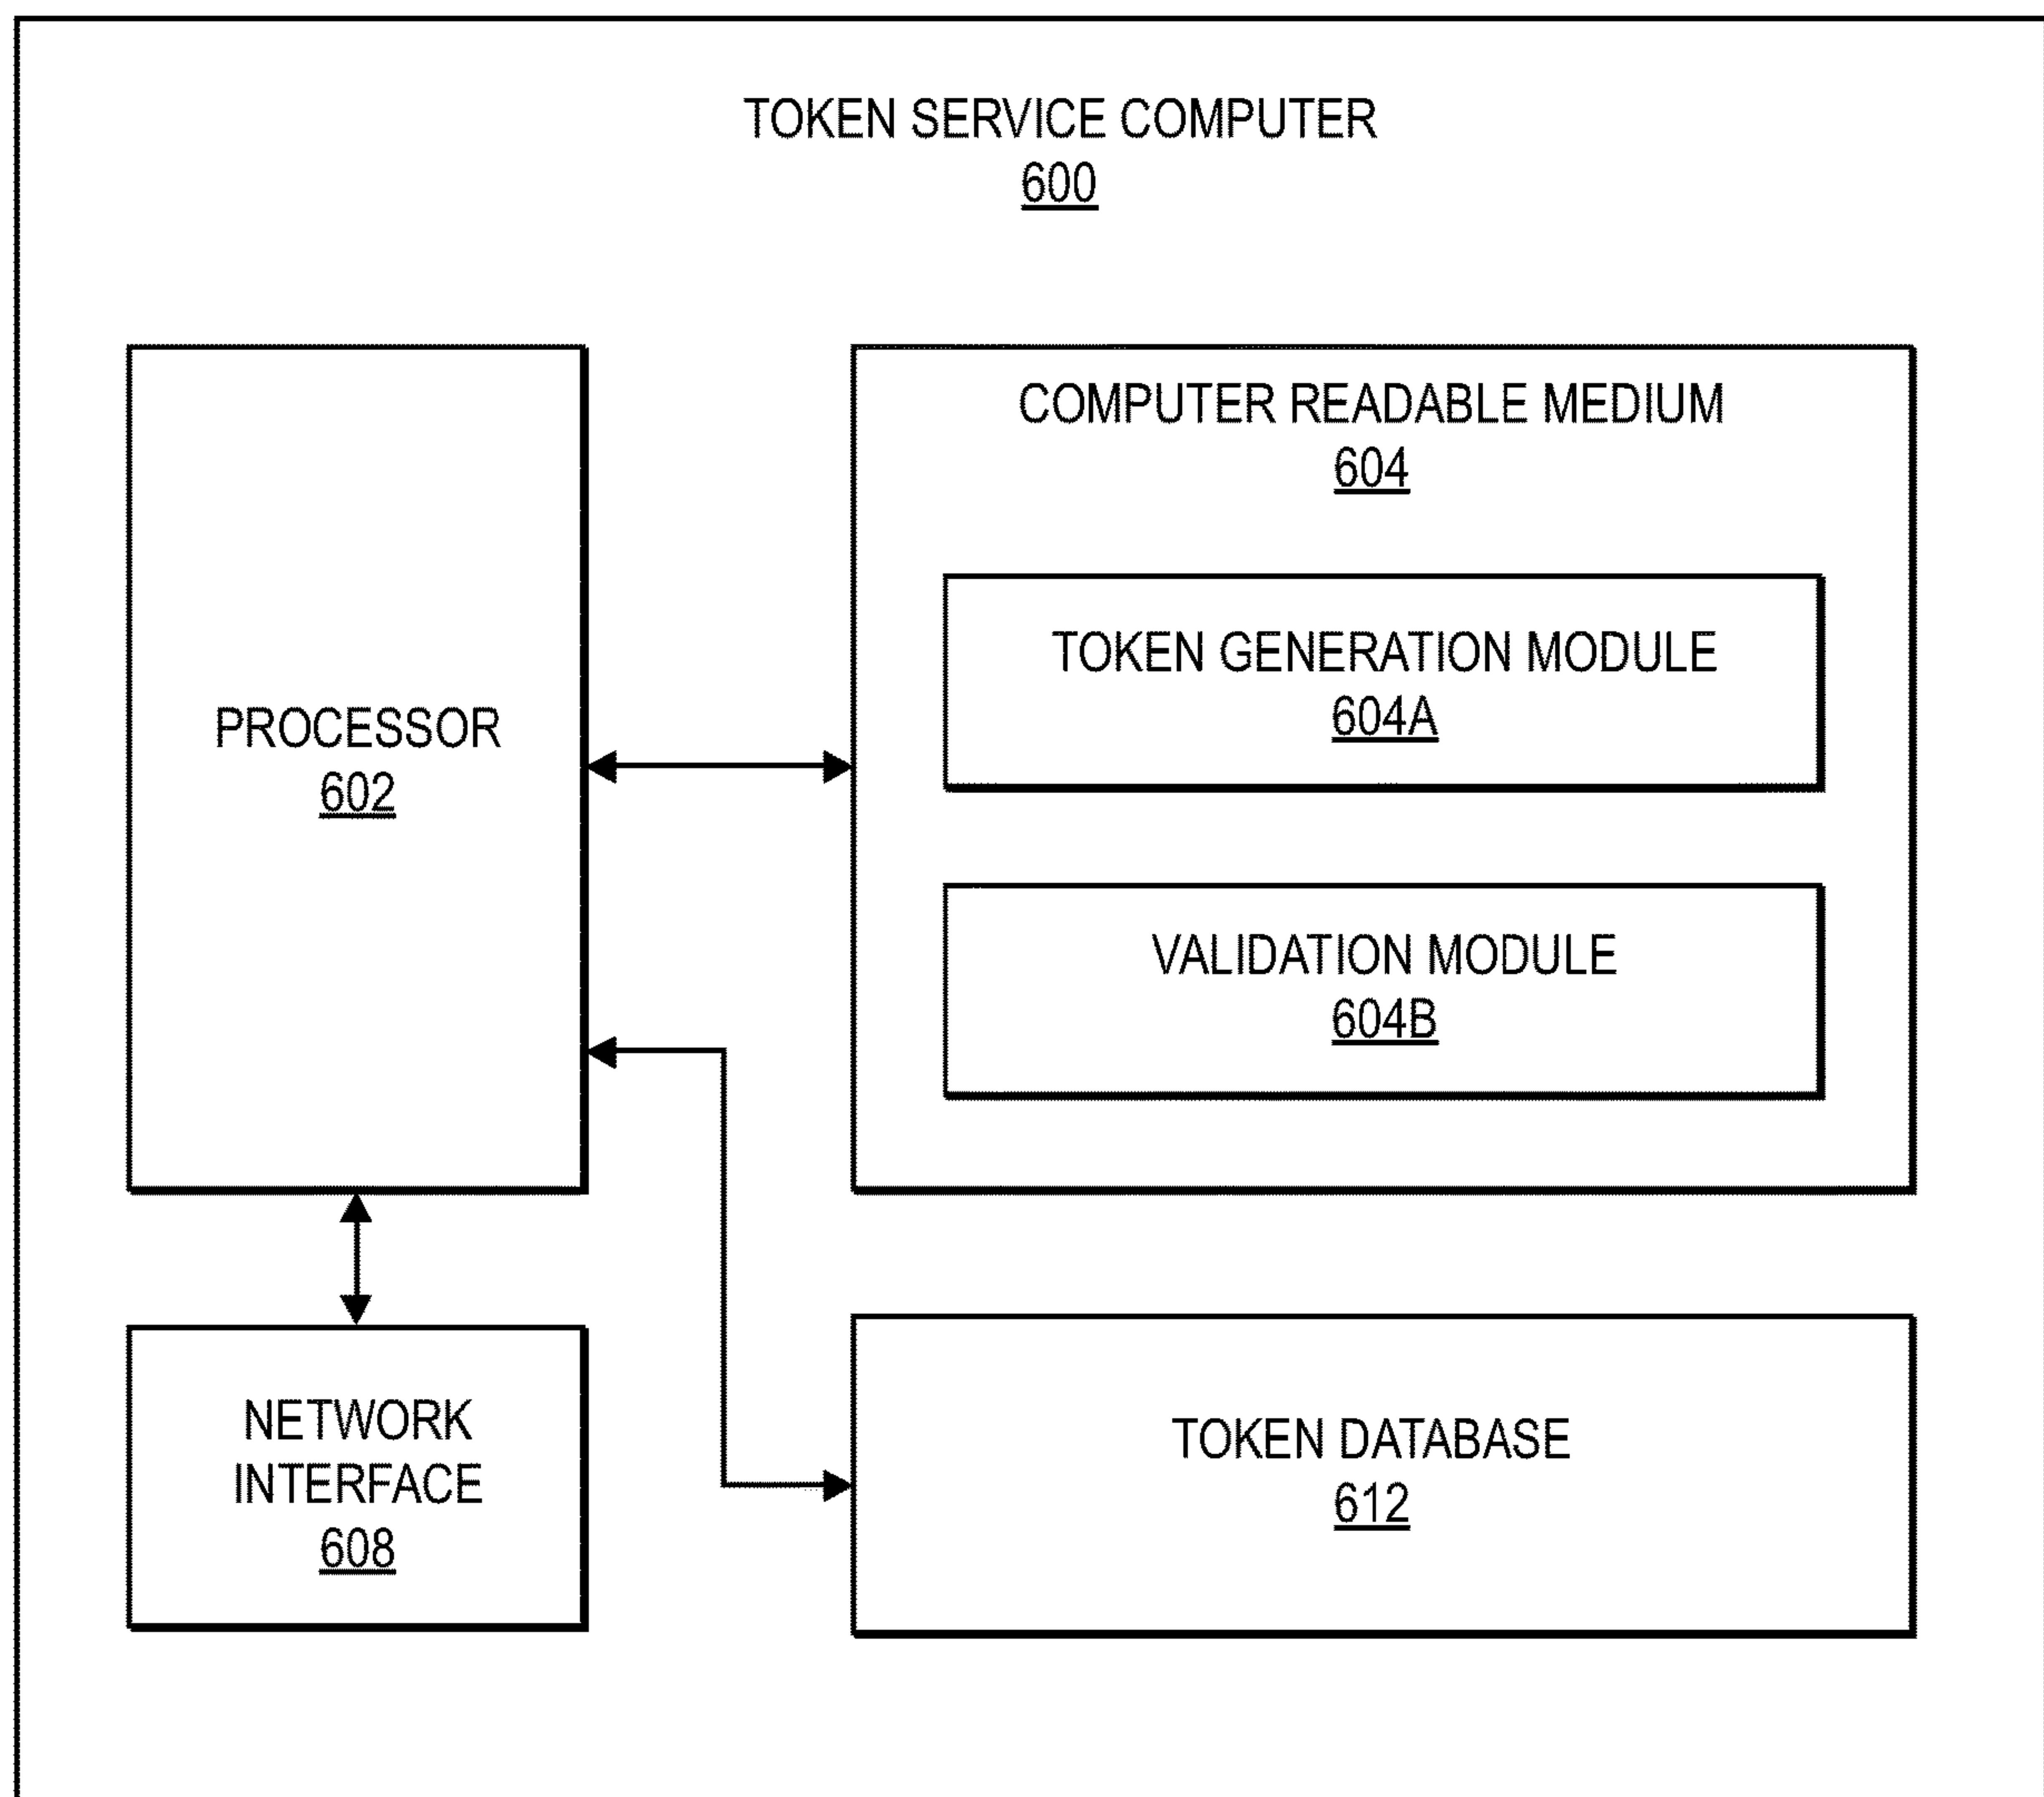 TOKEN SERVICE COMPUTER
600
PROCESSOR
602
COMPUTER READABLE MEDIUM
604
TOKEN GENERATION MODULE
604A
VALIDATION MODULE
604B
NETWORK
INTERFACE
608
TOKEN DATABASE
612